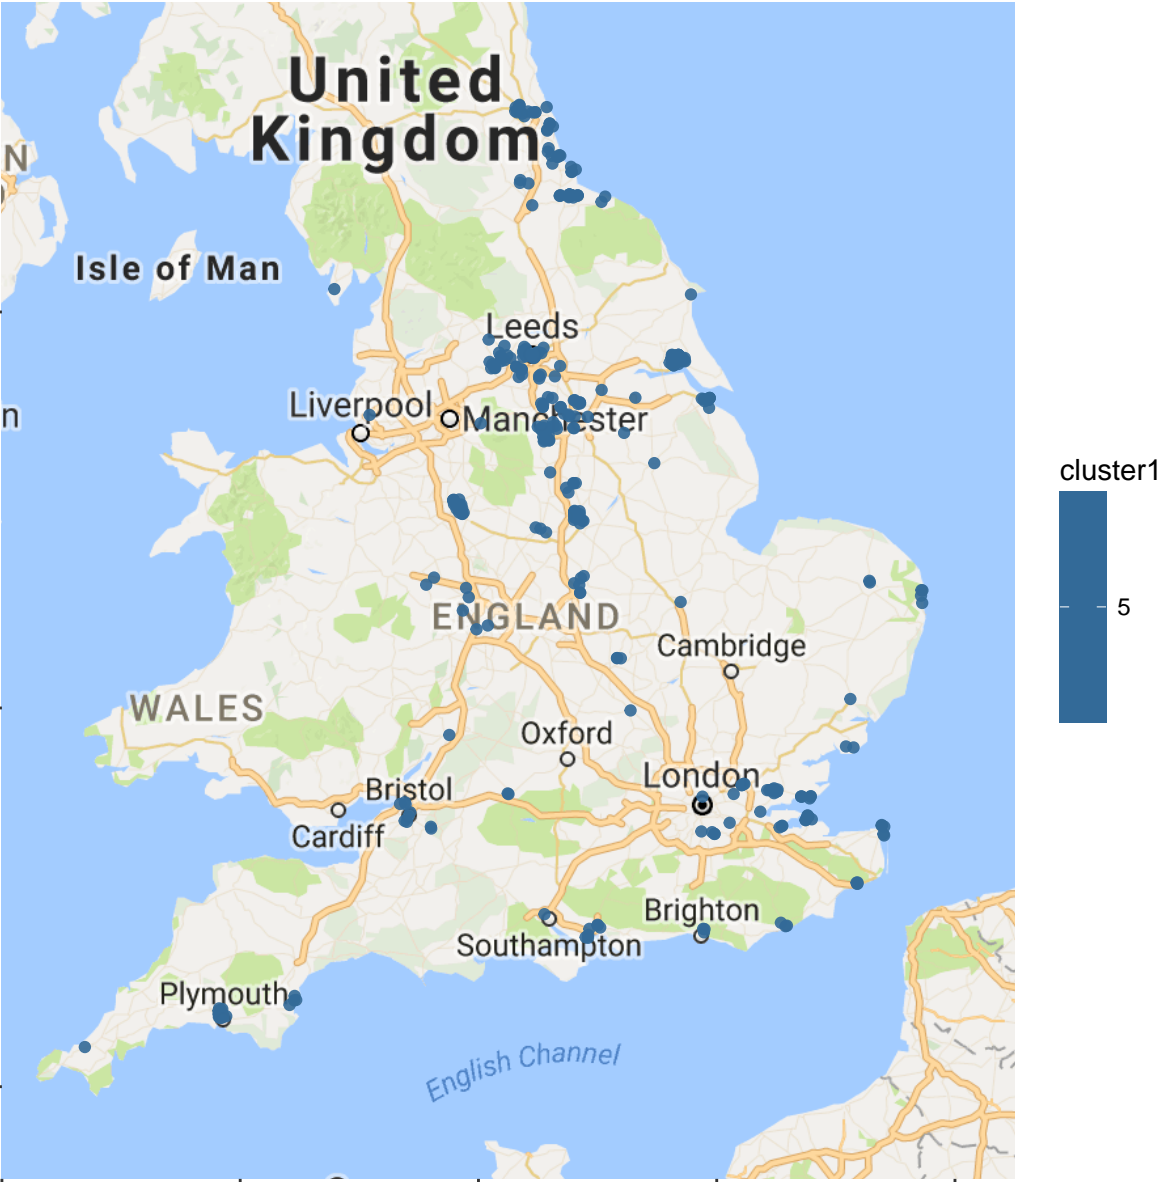 United
Kingdom
N
Isle of Man
Leeds
Liverpool
Manchester
n
ENGLAND
Cambridge
WALES
Oxford
London
Bristol
Cardiff
Brighton
Southampton
Plymouth
English Channel
cluster1
5